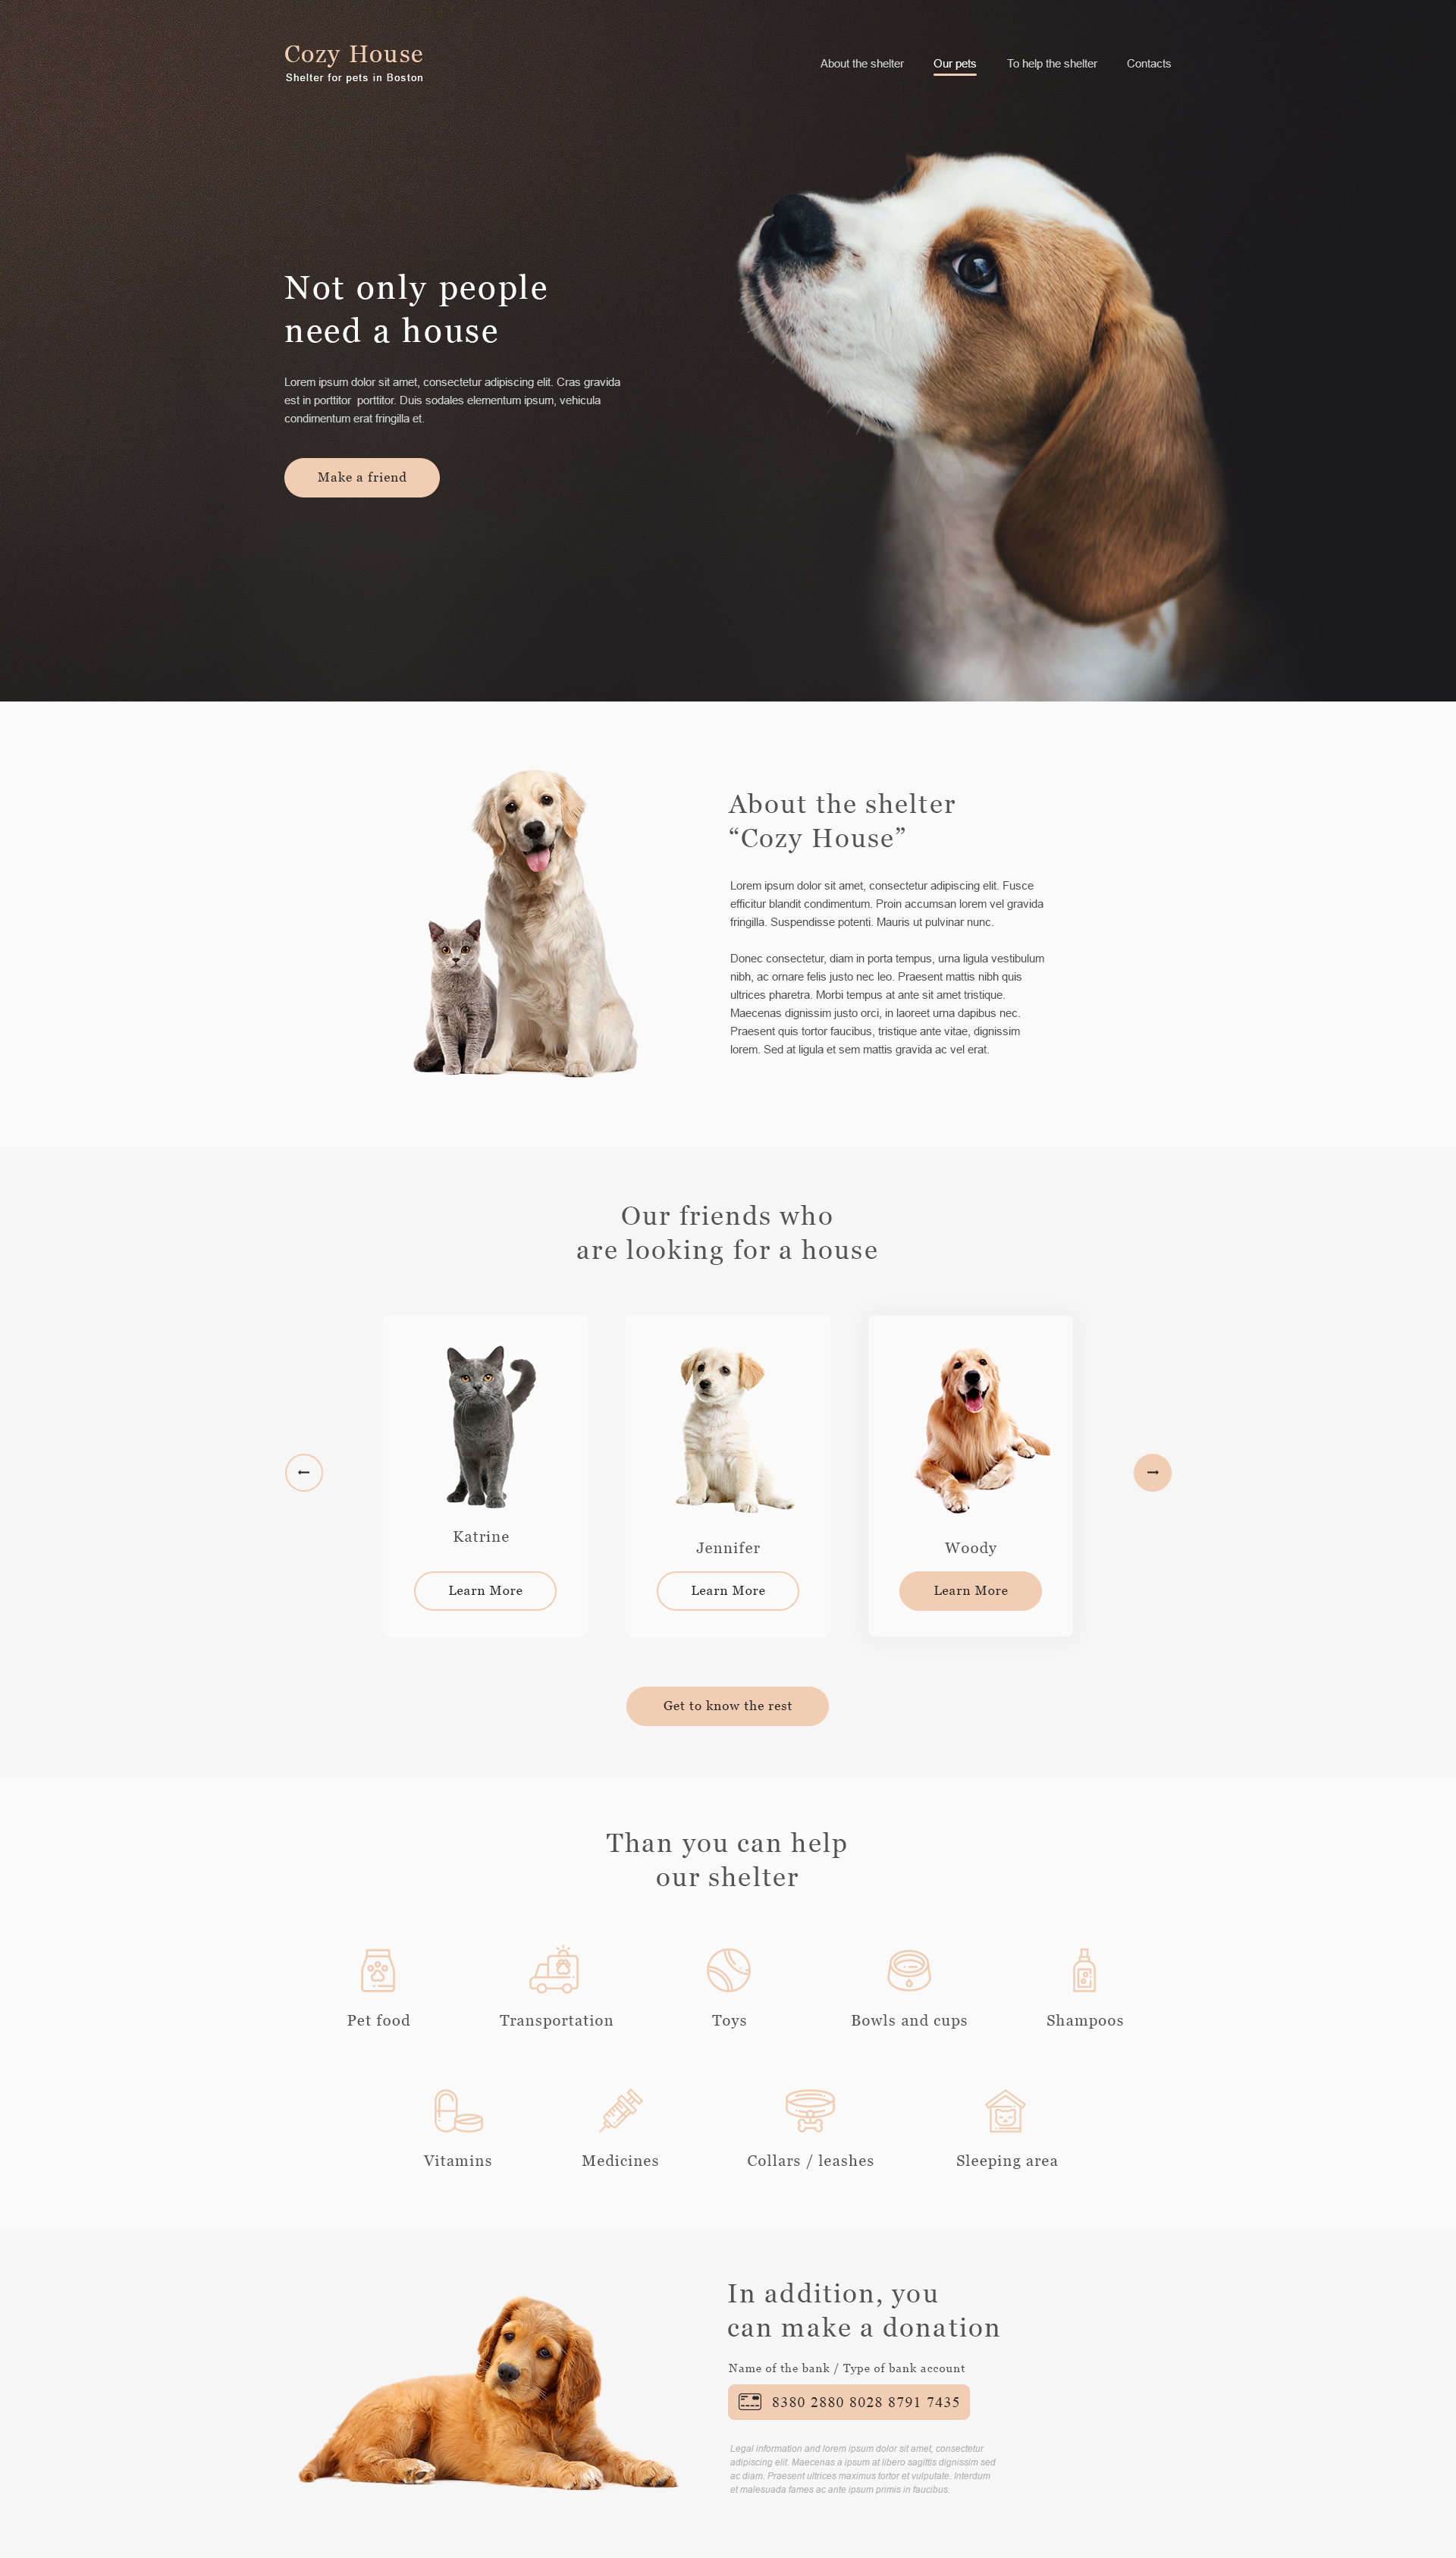 Cozy House
Shelter for pets in Boston
About the shelter
Our pets
To help the shelter
Contacts
Not only people
need a house
Lorem ipsum dolor sit amet, consectetur adipiscing elit. Cras gravida
est in porttitor  porttitor. Duis sodales elementum ipsum, vehicula
condimentum erat fringilla et.
Make a friend
About the shelter
“Cozy House”
Lorem ipsum dolor sit amet, consectetur adipiscing elit. Fusce
efficitur blandit condimentum. Proin accumsan lorem vel gravida
fringilla. Suspendisse potenti. Mauris ut pulvinar nunc.
Donec consectetur, diam in porta tempus, urna ligula vestibulum
nibh, ac ornare felis justo nec leo. Praesent mattis nibh quis
ultrices pharetra. Morbi tempus at ante sit amet tristique.
Maecenas dignissim justo orci, in laoreet urna dapibus nec.
Praesent quis tortor faucibus, tristique ante vitae, dignissim
lorem. Sed at ligula et sem mattis gravida ac vel erat.
Our friends who
are looking for a house
Katrine
Learn More
Jennifer
Learn More
Woody
Learn More
Get to know the rest
Than you can help
our shelter
Pet food
Transportation
Toys
Bowls and cups
Shampoos
Vitamins
Medicines
Collars / leashes
Sleeping area
In addition, you
can make a donation
Name of the bank / Type of bank account
8380 2880 8028 8791 7435
Legal information and lorem ipsum dolor sit amet, consectetur
adipiscing elit. Maecenas a ipsum at libero sagittis dignissim sed
ac diam. Praesent ultrices maximus tortor et vulputate. Interdum
et malesuada fames ac ante ipsum primis in faucibus.